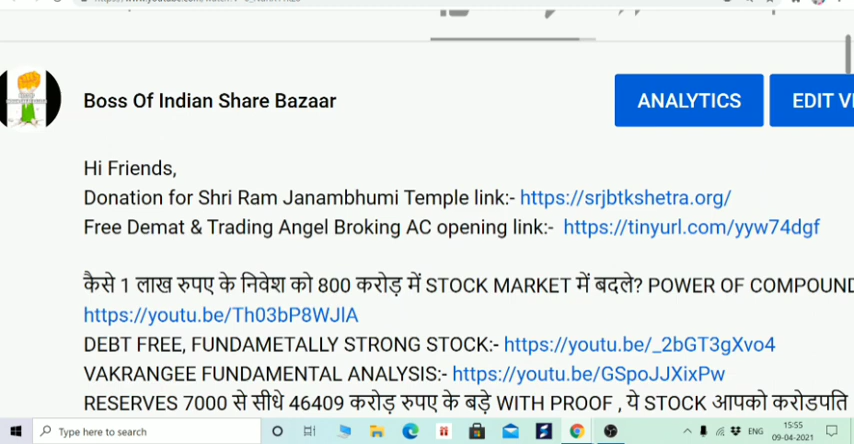 Boss Of Indian Share Bazaar
ANALYTICS
EDIT
Hi Friends,
Donation for Shri Ram Janambhumi Temple link:- https://srjbtkshetra.org/
Free Demat & Trading Angel Broking AC opening link:- https://tinyurl.com/yyw74dgf
कैसे 1 लाख रुपए के निवेश को 800 करोड़ में STOCK MARKET में बदले? POWER OF COMPOUND
https://youtu.be/Th03bP8WJlA
DEBT FREE, FUNDAMETALLY STRONG STOCK:- https://youtu.be/_2bGT3gXvo4
VAKRANGEE FUNDAMENTAL ANALYSIS:- https://youtu.be/GSpoJJXixPw
RESERVES 7000 से सीधे 46409 करोड़ रुपए के बड़े WITH PROOF , ये STOCK आपको करोडपति
Type here to search
ENG
15:55
09-04-2021